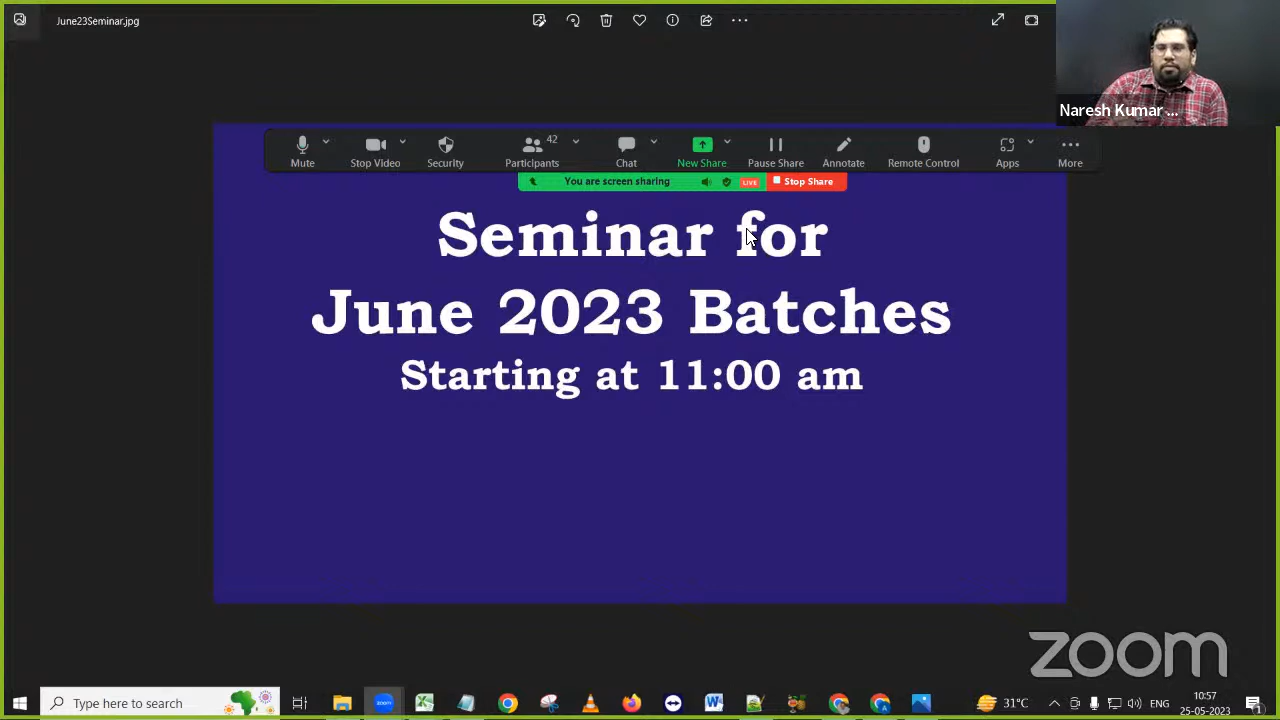 June23Seminar.jpg
Naresh Kumar ...
42
Mute
Stop Video
Security
Participants
Chat
New Share
Pause Share
Annotate
Remote Control
Apps
More
You are screen sharing
LIVE
Stop Share
Seminar for
June 2023 Batches
Starting at 11:00 am
zoom
Type here to search
zoom
31°C
ENG
10:57
25-05-2023
1